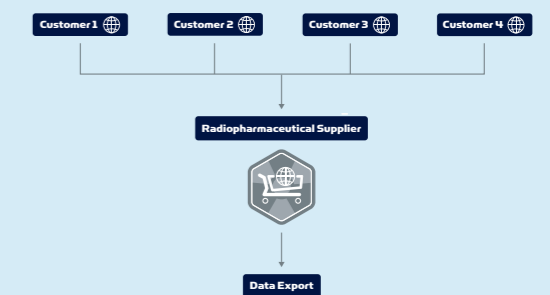 Customer 1
Customer 2
Customer 3
Customer 4
Radiopharmaceutical Supplier
Data Export